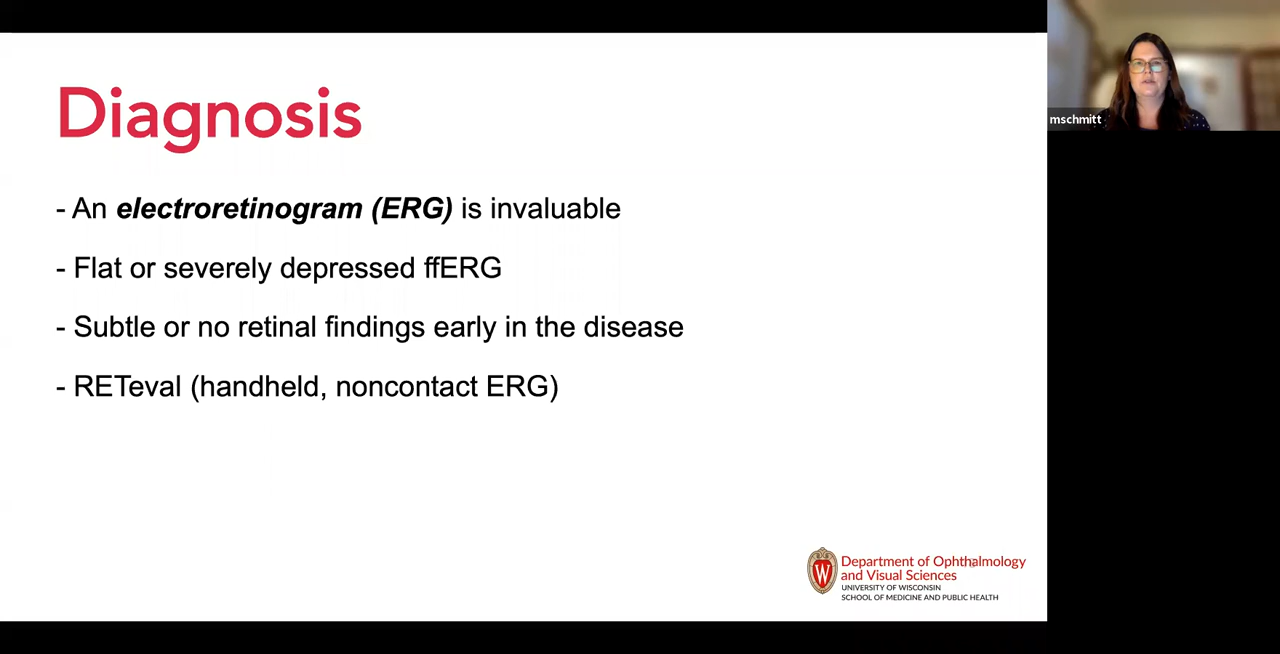 Diagnosis
- An electroretinogram (ERG) is invaluable
- Flat or severely depressed ffERG
- Subtle or no retinal findings early in the disease
- RETeval (handheld, noncontact ERG)
mschmitt
W
Department of Ophthalmology
and Visual Sciences
UNIVERSITY OF WISCONSIN
SCHOOL OF MEDICINE AND PUBLIC HEALTH